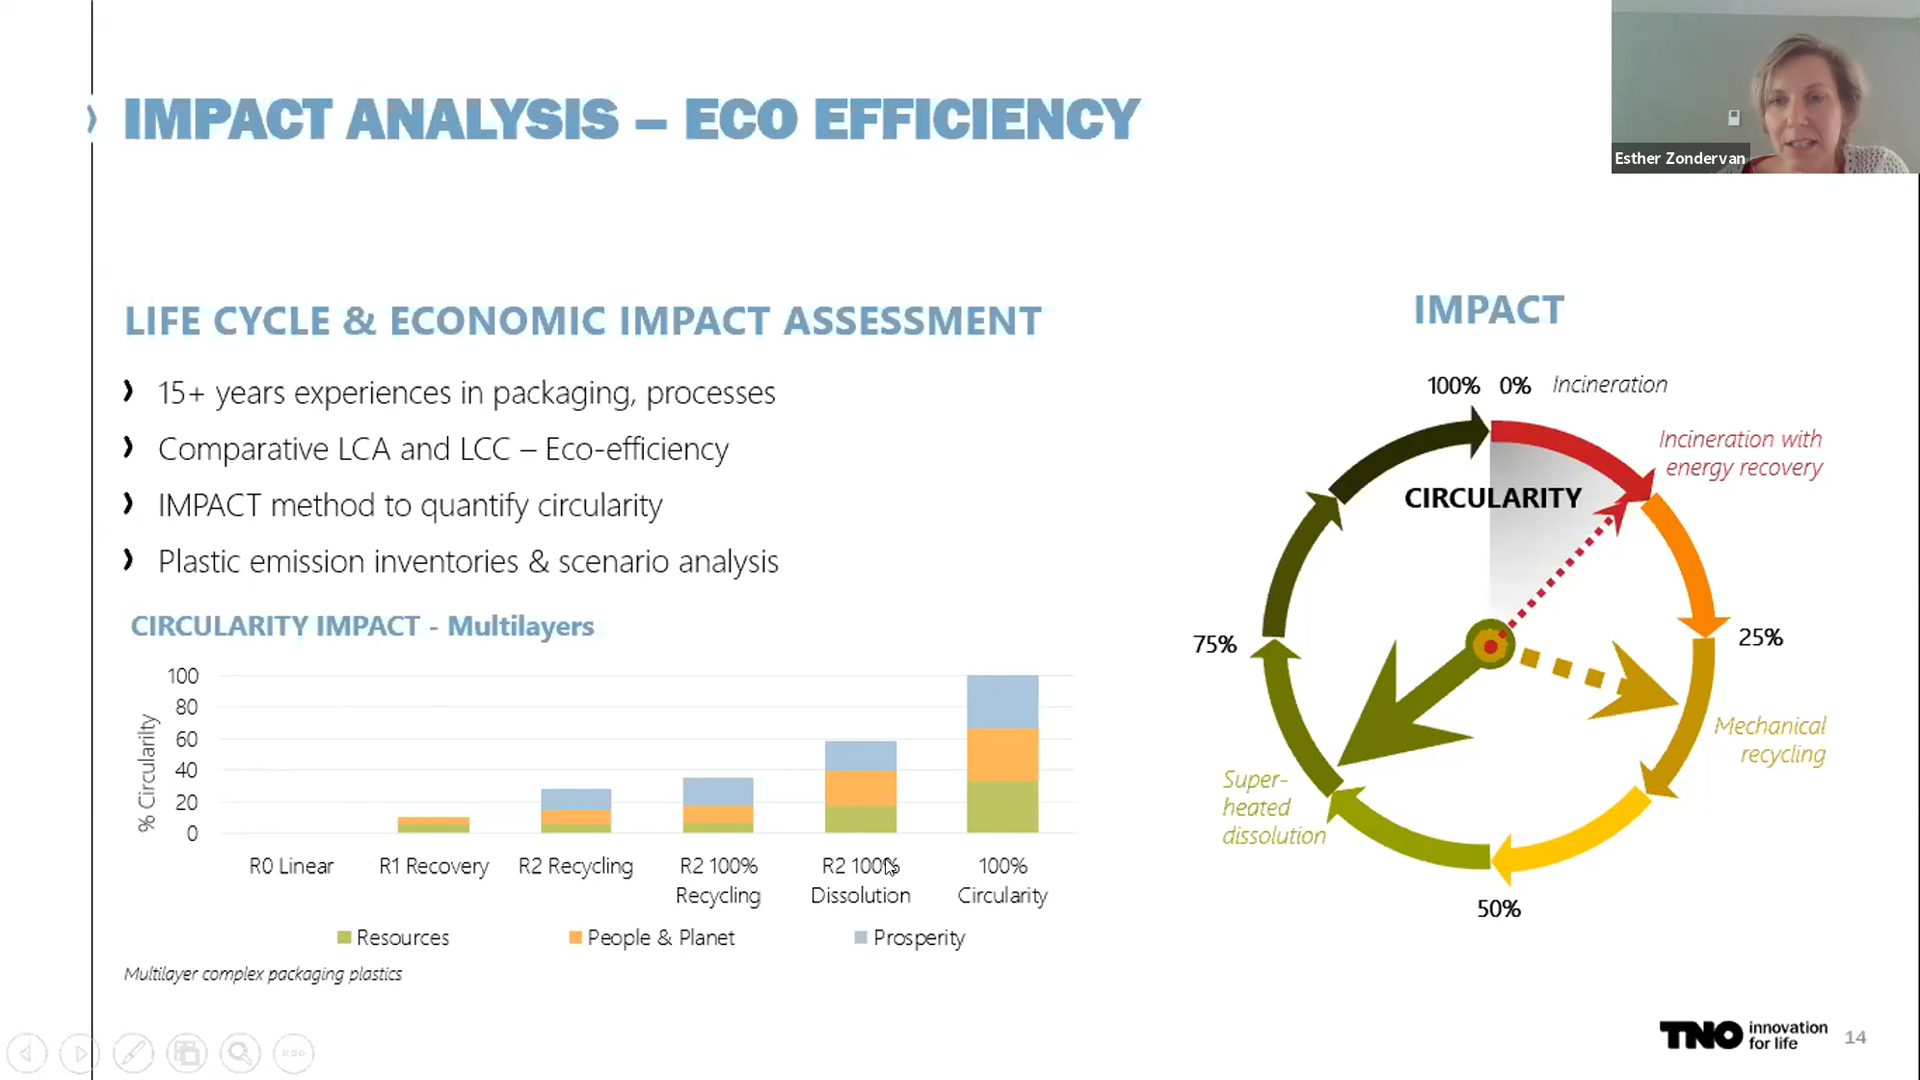 IMPACT ANALYSIS – ECO EFFICIENCY
Esther Zondervan
LIFE CYCLE & ECONOMIC IMPACT ASSESSMENT
15+ years experiences in packaging, processes
Comparative LCA and LCC – Eco-efficiency
IMPACT method to quantify circularity
Plastic emission inventories & scenario analysis
CIRCULARITY IMPACT - Multilayers
% Circularilty
100
80
60
40
20
0
R0 Linear
R1 Recovery
R2 Recycling
R2 100%
Recycling
R2 100%
Dissolution
100%
Circularity
Resources
People & Planet
Prosperity
Multilayer complex packaging plastics
IMPACT
100% 0% Incineration
Incineration with
energy recovery
CIRCULARITY
75%
25%
Mechanical
recycling
Super-
heated
dissolution
50%
TNO innovation
for life
14